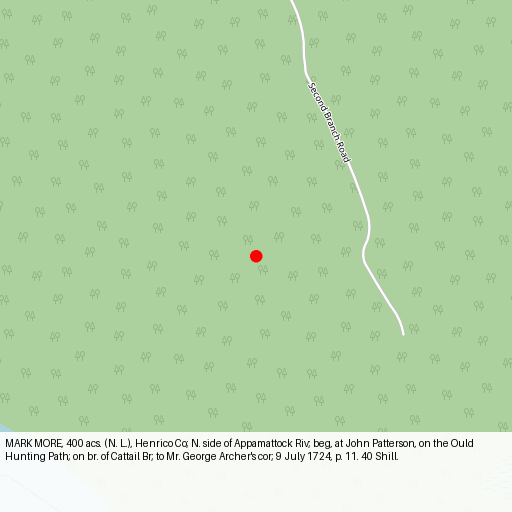 Second Branch Road
MARK MORE, 400 acs. (N. L.), Henrico Co; N. side of Appamattock Riv; beg, at John Patterson, on the Ould
Hunting Path; on br. of Cattail Br; to Mr. George Archer's cor; 9 July 1724, p. 11. 40 Shill.